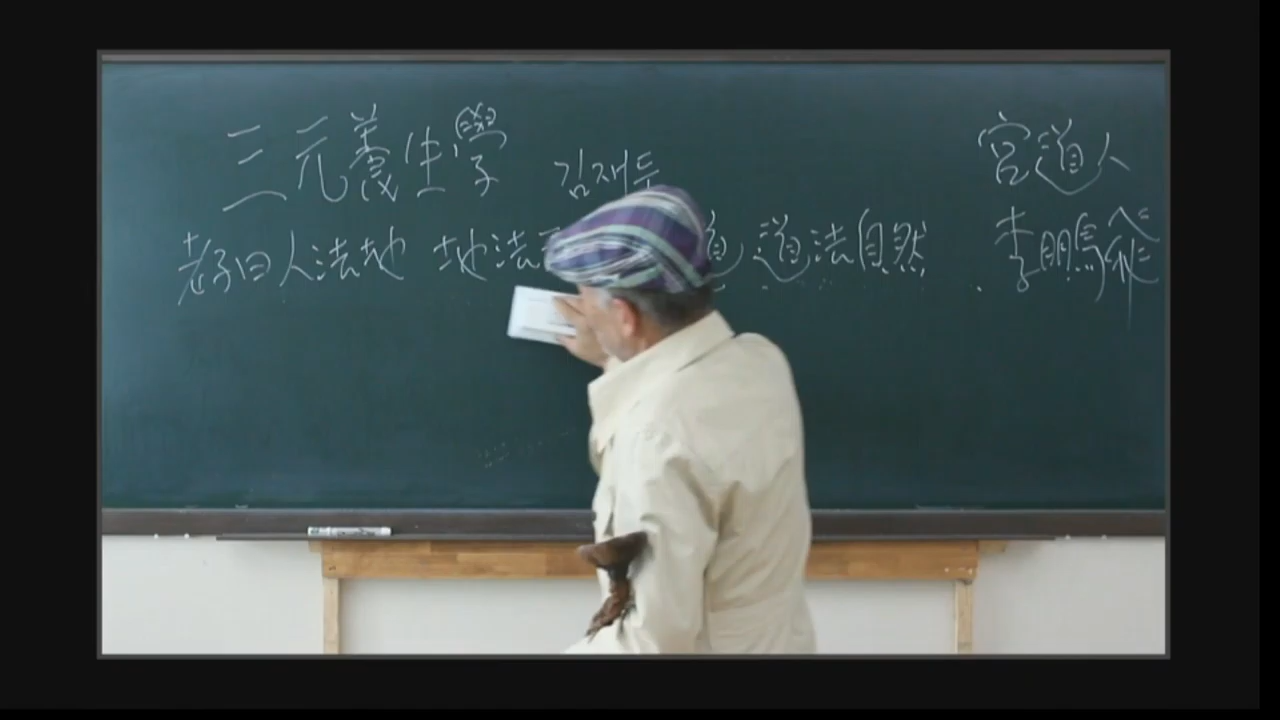 三元養生學 김재두
宮道人
老子曰人法地 地法 道法自然
李鵬飛